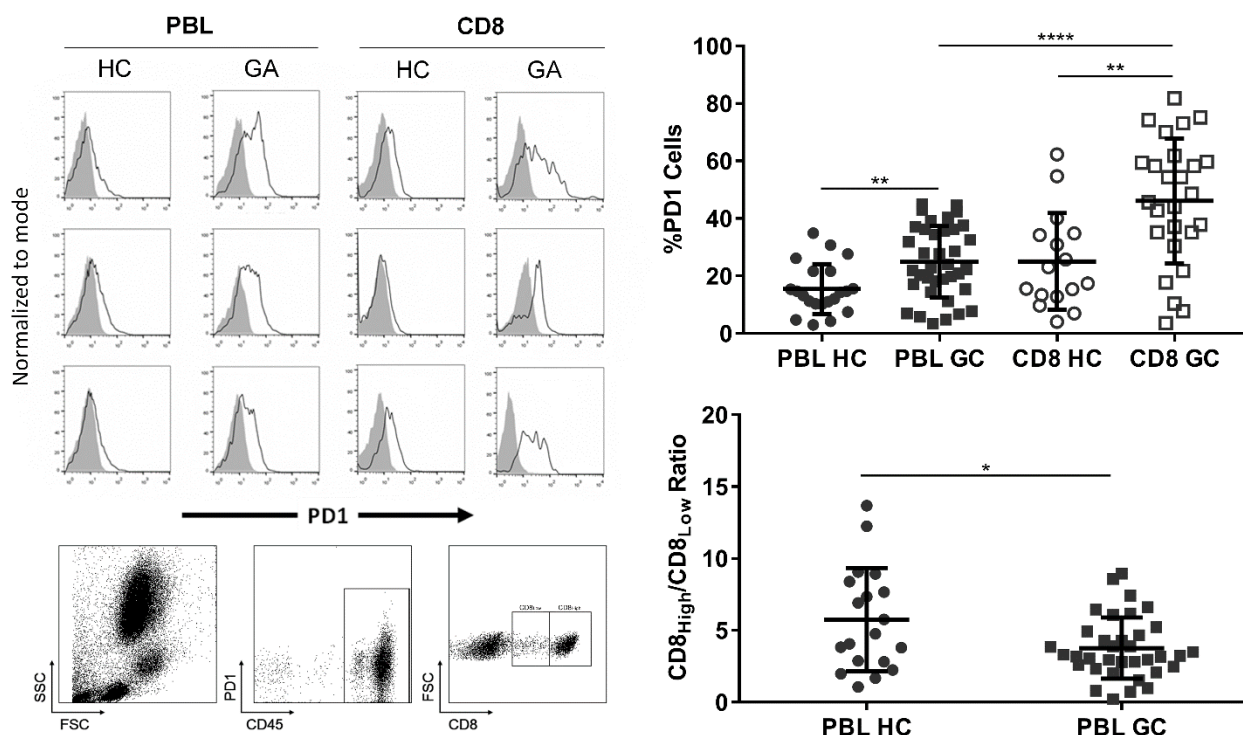 PBL CD8
HC GA HC GA
Normalized to mode
PD1
SSC
FSC
PD1
CD45
FSC
CD8Low CD8High
CD8
%PD1 Cells
100
80
60
40
20
0
****
**
**
PBL HC PBL GC CD8 HC CD8 GC
CD8High/CD8Low Ratio
20
15
10
5
0
*
PBL HC PBL GC